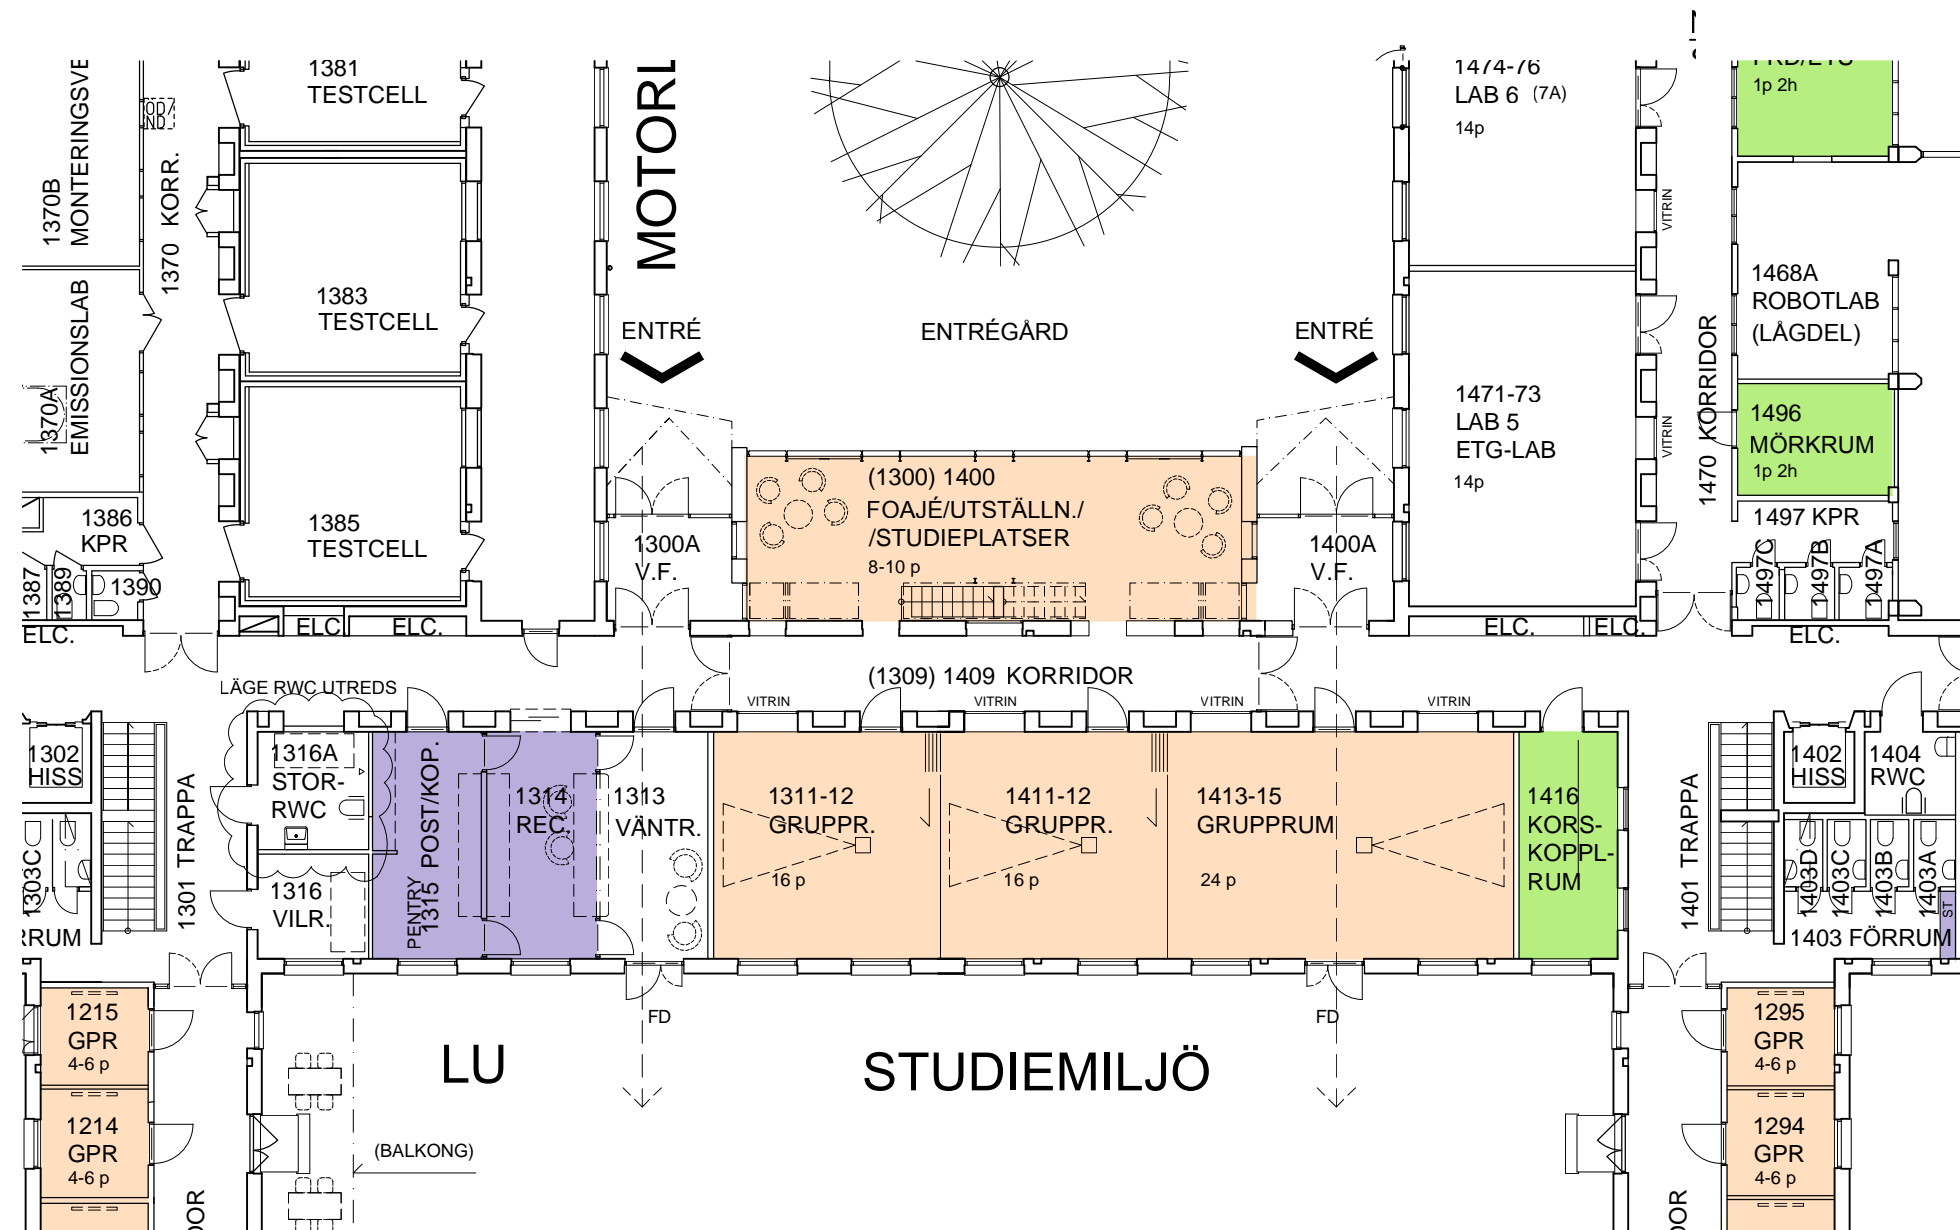 1381
TESTCELL
1370B
MONTERINGSVE
1370 KORR.
1383
TESTCELL
1370A
EMISSIONSLAB
1385
TESTCELL
1386
KPR
1387
1389
1390
ELC.
ELC.
ELC.
ENTRÉ
ENTRÉGÅRD
ENTRÉ
1474-76
LAB 6 (7A)
14p
VITRIN
1p 2h
1468A
ROBOTLAB
(LÅGDEL)
1470 KORRIDOR
1471-73
LAB 5
ETG-LAB
14p
VITRIN
1496
MÖRKRUM
1p 2h
1497 KPR
1497C
1497B
1497A
ELC.
ELC.
ELC.
1300A
V.F.
(1300) 1400
FOAJÉ/UTSTÄLLN./
/STUDIEPLATSER
8-10 p
1400A
V.F.
(1309) 1409 KORRIDOR
LÄGE RWC UTREDS
VITRIN
VITRIN
VITRIN
VITRIN
1302
HISS
1303C
RRUM
1301 TRAPPA
1316A
STOR-
RWC
1316
VILR.
PENTRY
1315 POST/KOP.
1314
REC.
1313
VÄNTR.
1311-12
GRUPPR.
16 p
1411-12
GRUPPR.
16 p
1413-15
GRUPPRUM
24 p
1416
KORS-
KOPPL-
RUM
1401 TRAPPA
1402
HISS
1404
RWC
1403D
1403C
1403B
1403A
ST
1403 FÖRRUM
1215
GPR
4-6 p
1214
GPR
4-6 p
FD
FD
LU
STUDIEMILJÖ
(BALKONG)
1295
GPR
4-6 p
1294
GPR
4-6 p